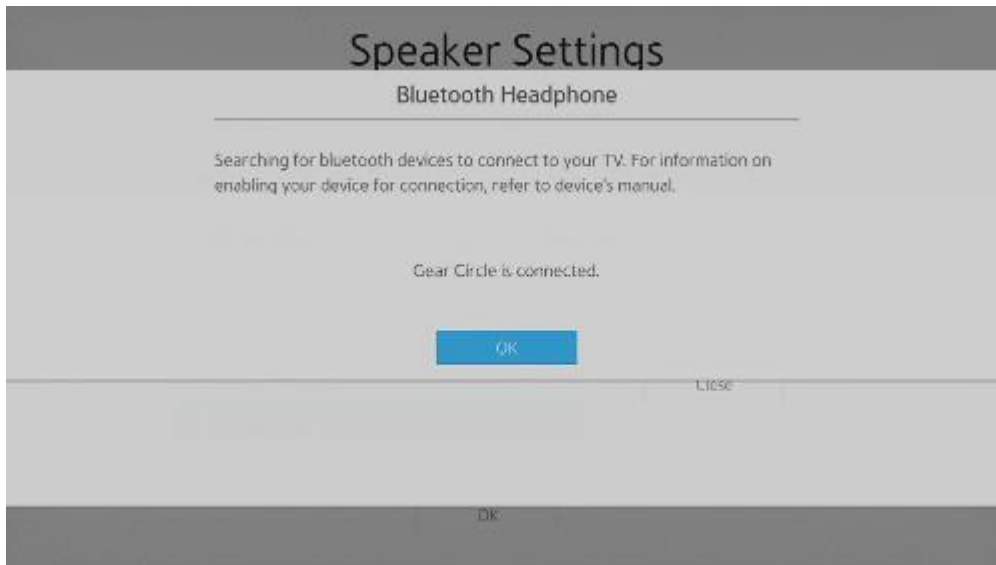 Speaker Settings
Bluetooth Headphone
Searching for bluetooth devices to connect to your TV. For information on
enabling your device for connection, refer to device's manual.
Gear Circle is connected.
OK
Close
OK